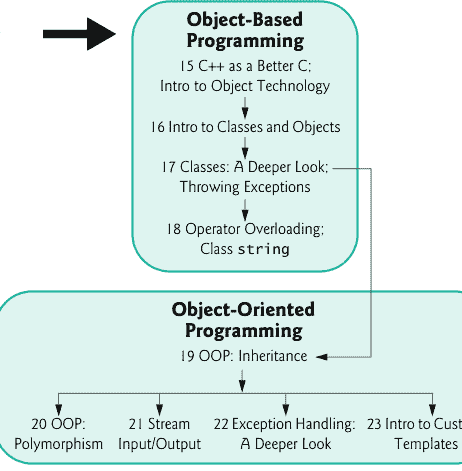 Object-Based
Programming
15 C++ as a Better C;
Intro to Object Technology
16 Intro to Classes and Objects
17 Classes: A Deeper Look;
Throwing Exceptions
18 Operator Overloading;
Class string
Object-Oriented
Programming
19 OOP: Inheritance
20 OOP:
Polymorphism
21 Stream
Input/Output
22 Exception Handling:
A Deeper Look
23 Intro to Cust
Templates